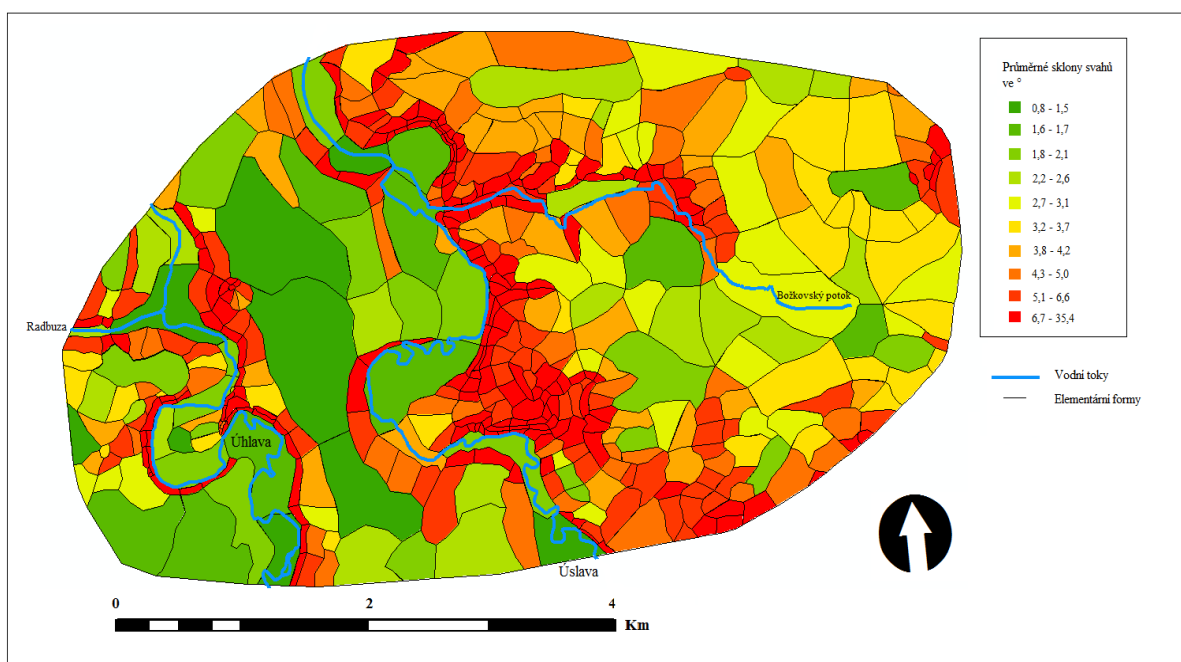 Průměrné sklony svahů
ve °
0,8 - 1,5
1,6 - 1,7
1,8 - 2,1
2,2 - 2,6
2,7 - 3,1
3,2 - 3,7
3,8 - 4,2
4,3 - 5,0
5,1 - 6,6
6,7 - 35,4
Vodní toky
Elementární formy
Božkovský potok
Radbuza
Úhlava
Úslava
0 2 4
Km